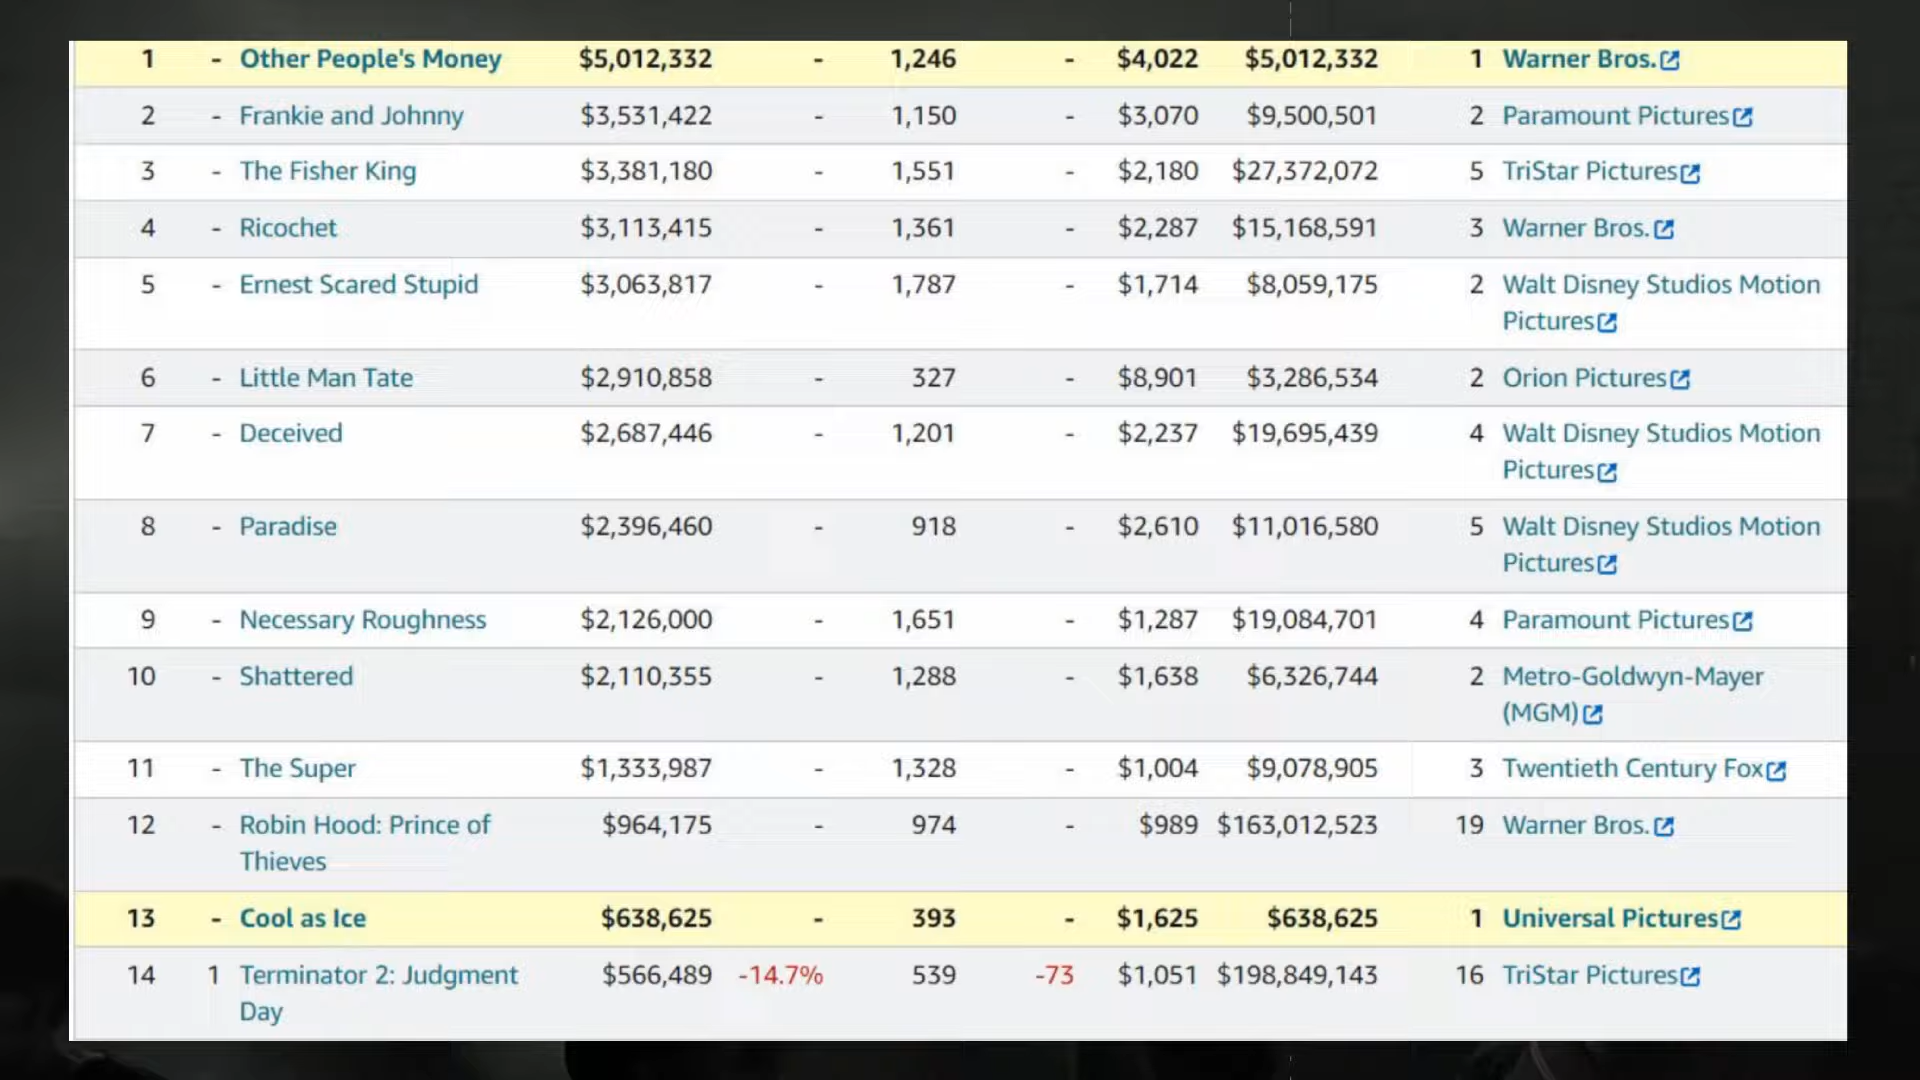 1 - Other People's Money $5,012,332 - 1,246 - $4,022 $5,012,332 1 Warner Bros.
2 - Frankie and Johnny $3,531,422 - 1,150 - $3,070 $9,500,501 2 Paramount Pictures
3 - The Fisher King $3,381,180 - 1,551 - $2,180 $27,372,072 5 TriStar Pictures
4 - Ricochet $3,113,415 - 1,361 - $2,287 $15,168,591 3 Warner Bros.
5 - Ernest Scared Stupid $3,063,817 - 1,787 - $1,714 $8,059,175 2 Walt Disney Studios Motion
Pictures
6 - Little Man Tate $2,910,858 - 327 - $8,901 $3,286,534 2 Orion Pictures
7 - Deceived $2,687,446 - 1,201 - $2,237 $19,695,439 4 Walt Disney Studios Motion
Pictures
8 - Paradise $2,396,460 - 918 - $2,610 $11,016,580 5 Walt Disney Studios Motion
Pictures
9 - Necessary Roughness $2,126,000 - 1,651 - $1,287 $19,084,701 4 Paramount Pictures
10 - Shattered $2,110,355 - 1,288 - $1,638 $6,326,744 2 Metro-Goldwyn-Mayer
(MGM)
11 - The Super $1,333,987 - 1,328 - $1,004 $9,078,905 3 Twentieth Century Fox
12 - Robin Hood: Prince of $964,175 - 974 - $989 $163,012,523 19 Warner Bros.
Thieves
13 - Cool as Ice $638,625 - 393 - $1,625 $638,625 1 Universal Pictures
14 1 Terminator 2: Judgment $566,489 -14.7% 539 -73 $1,051 $198,849,143 16 TriStar Pictures
Day